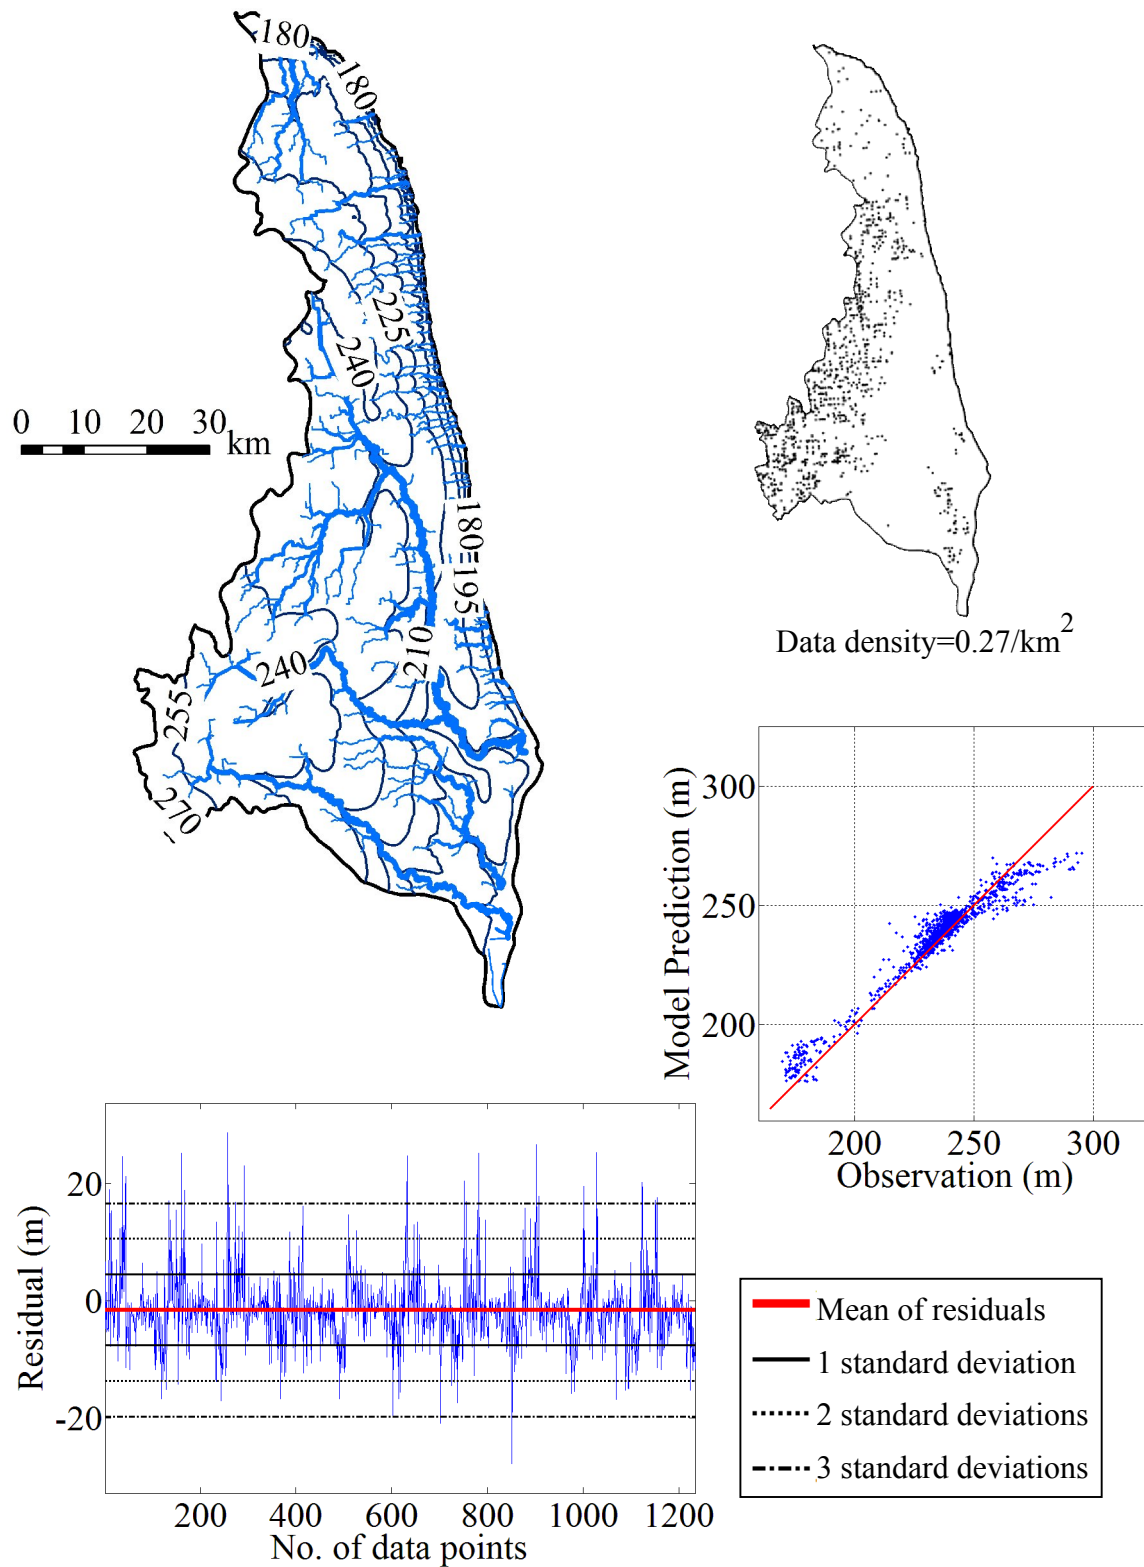 180
180
225
240
0 10 20 30
km
180
195
210
240
255
270
Data density=0.27/km2
300
250
200
Model Prediction (m)
200 250 300
Observation (m)
20
0
-20
Residual (m)
200 400 600 800 1000 1200
No. of data points
Mean of residuals
1 standard deviation
2 standard deviations
3 standard deviations